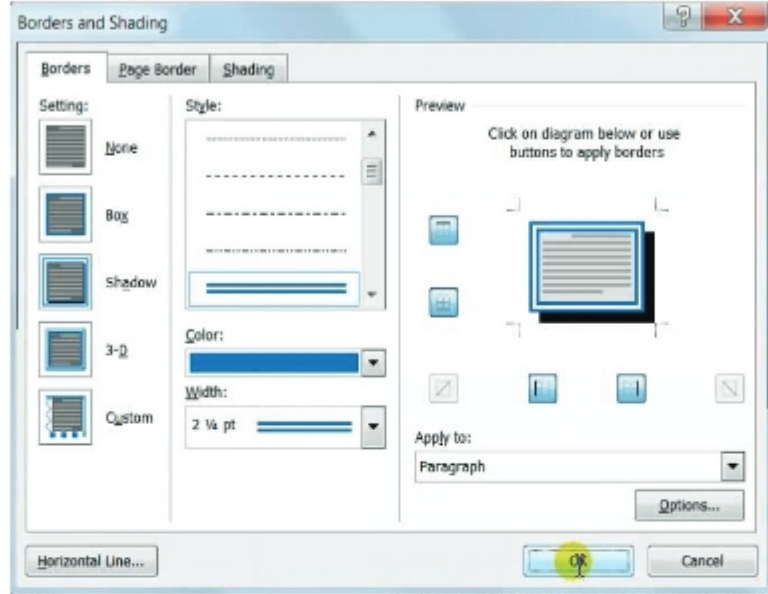 Borders and Shading
Borders
Page Border
Shading
Setting:
None
Box
Shadow
3-D
Custom
Style:
Color:
Width:
2 ¼ pt
Preview
Click on diagram below or use
buttons to apply borders
Apply to:
Paragraph
Options...
Horizontal Line...
OK
Cancel